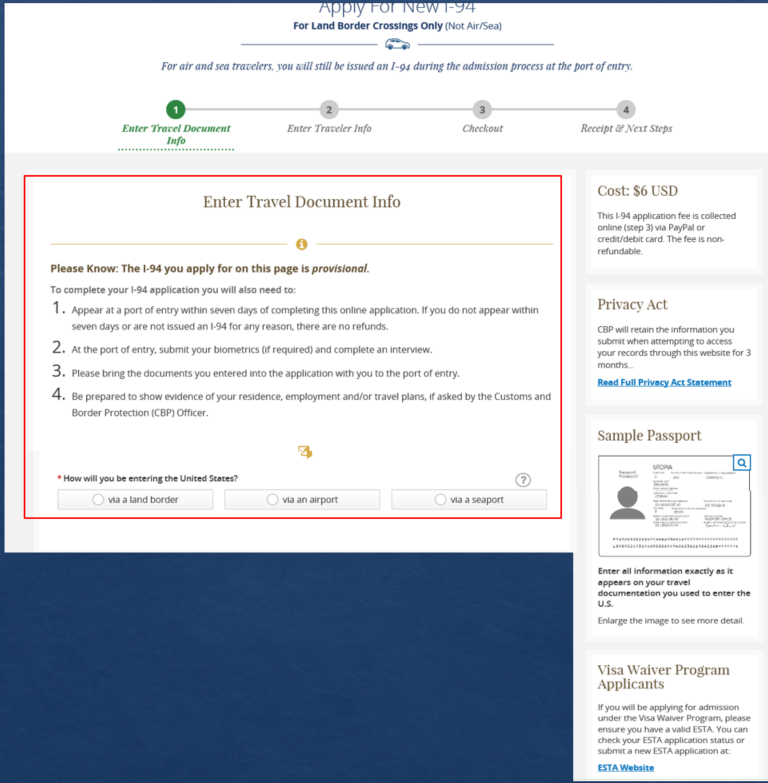 Apply For New I-94
For Land Border Crossings Only (Not Air/Sea)
For air and sea travelers, you will still be issued an I-94 during the admission process at the port of entry.
1
2
3
4
Enter Travel Document
Info
Enter Traveler Info
Checkout
Receipt & Next Steps
Enter Travel Document Info
Please Know: The I-94 you apply for on this page is provisional.
To complete your I-94 application you will also need to:
1. Appear at a port of entry within seven days of completing this online application. If you do not appear within
seven days or are not issued an I-94 for any reason, there are no refunds.
2. At the port of entry, submit your biometrics (if required) and complete an interview.
3. Please bring the documents you entered into the application with you to the port of entry.
4. Be prepared to show evidence of your residence, employment and/or travel plans, if asked by the Customs and
Border Protection (CBP) Officer.
* How will you be entering the United States?
?
via a land border
via an airport
via a seaport
Cost: $6 USD
This I-94 application fee is collected
online (step 3) via PayPal or
credit/debit card. The fee is non-
refundable.
Privacy Act
CBP will retain the information you
submit when attempting to access
your records through this website for 3
months...
Read Full Privacy Act Statement
Sample Passport
UTOPIA
Enter all information exactly as it
appears on your travel
documentation you used to enter the
U.S.
Enlarge the image to see more detail.
Visa Waiver Program
Applicants
If you will be applying for admission
under the Visa Waiver Program, please
ensure you have a valid ESTA. You can
check your ESTA application status or
submit a new ESTA application at:
ESTA Website